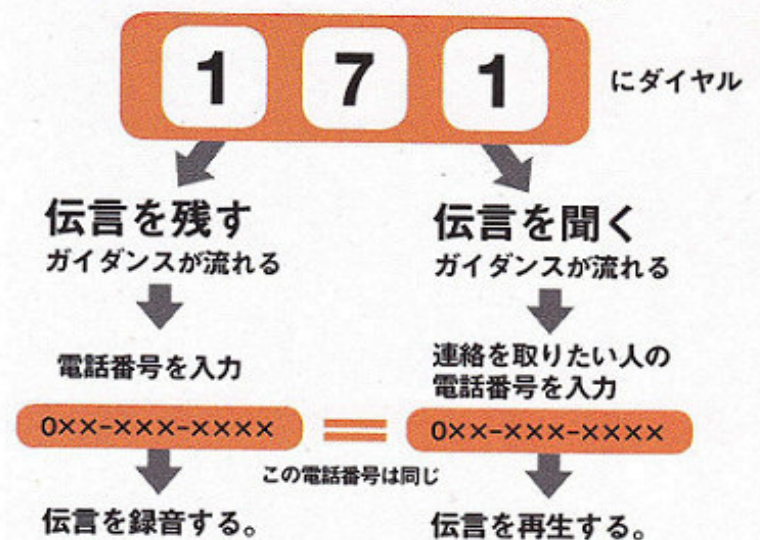 1 7 1 にダイヤル
伝言を残す
ガイダンスが流れる
電話番号を入力
0××-×××-××××
伝言を録音する。
伝言を聞く
ガイダンスが流れる
連絡を取りたい人の
電話番号を入力
0××-×××-××××
伝言を再生する。
この電話番号は同じ